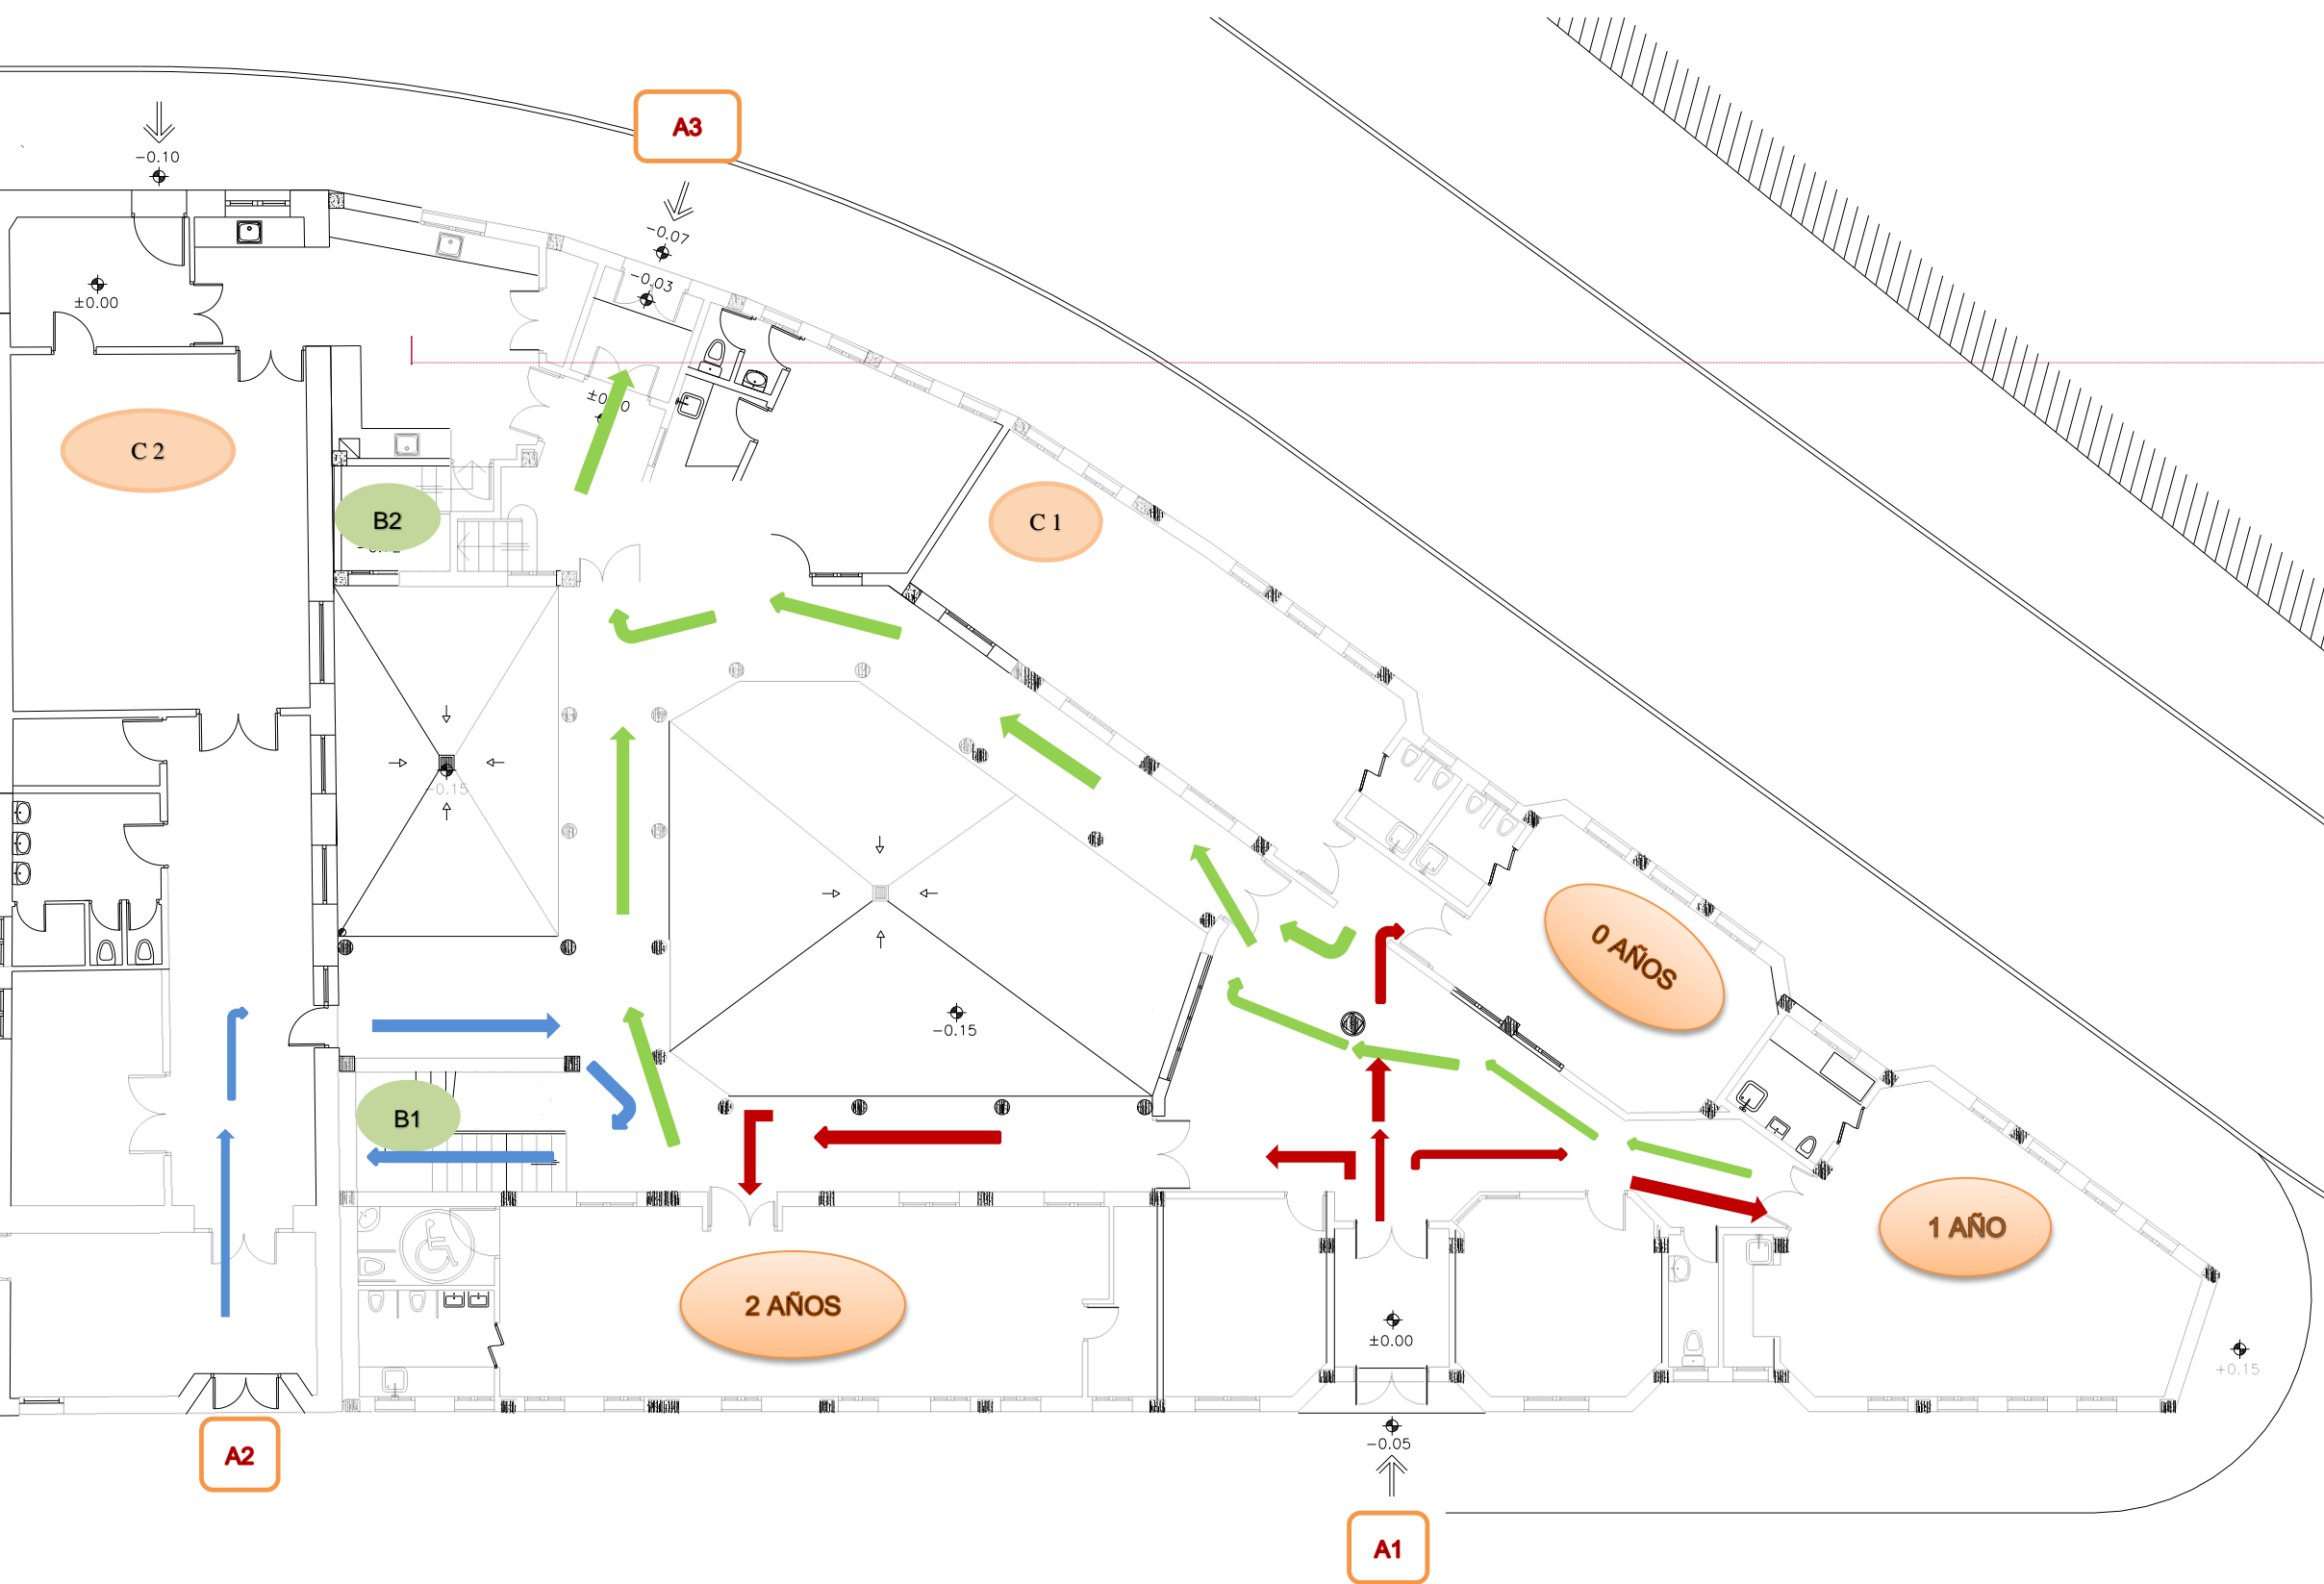 A3
-0.10
-0.07
-0.03
±0.00
C 2
C 1
B2
-0.15
0 AÑOS
-0.15
B1
1 AÑO
2 AÑOS
±0.00
+0.15
-0.05
A2
A1